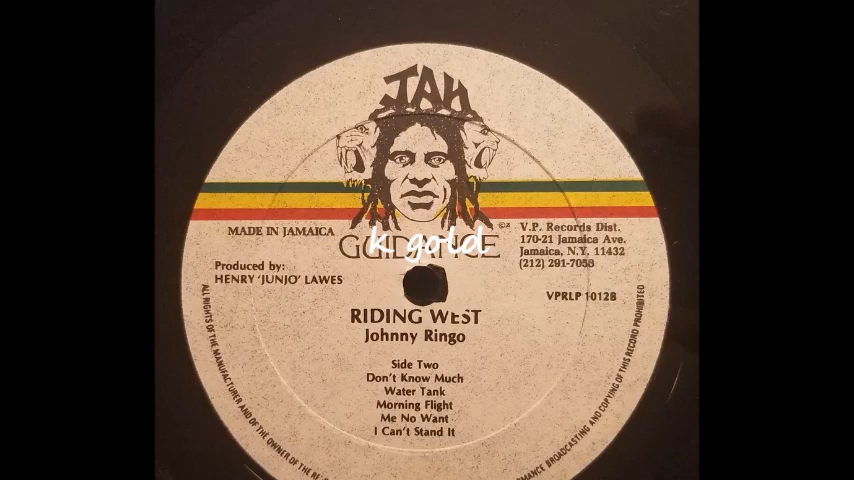 JAH
MADE IN JAMAICA
GUIDANCE
k gold
V.P. Records Dist.
170-21 Jamaica Ave.
Jamaica, N.Y. 11432
(212) 291-7058
Produced by:
HENRY 'JUNJO' LAWES
VPRLP 1012B
RIDING WEST
Johnny Ringo
Side Two
Don't Know Much
Water Tank
Morning Flight
Me No Want
I Can't Stand It
ALL RIGHTS OF THE MANUFACTURER AND OF THE OWNER OF THE
BROADCASTING AND COPYING OF THIS RECORD PROHIBITED